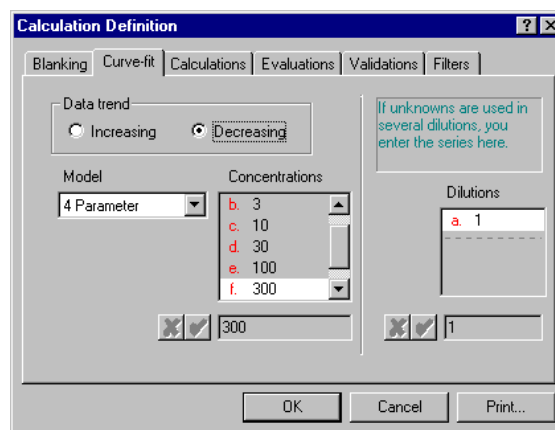 Calculation Definition
Blanking Curve-fit Calculations Evaluations Validations Filters
Data trend
Increasing Decreasing
Model
4 Parameter
Concentrations
b. 3
c. 10
d. 30
e. 100
f. 300
300
If unknowns are used in
several dilutions, you
enter the series here.
Dilutions
a. 1
1
OK Cancel Print...